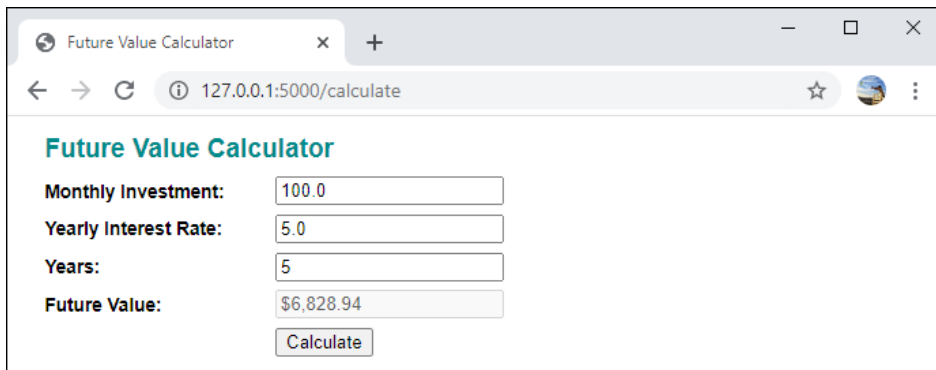 Future Value Calculator
127.0.0.1:5000/calculate
Future Value Calculator
Monthly Investment: 100.0
Yearly Interest Rate: 5.0
Years: 5
Future Value: $6,828.94
Calculate